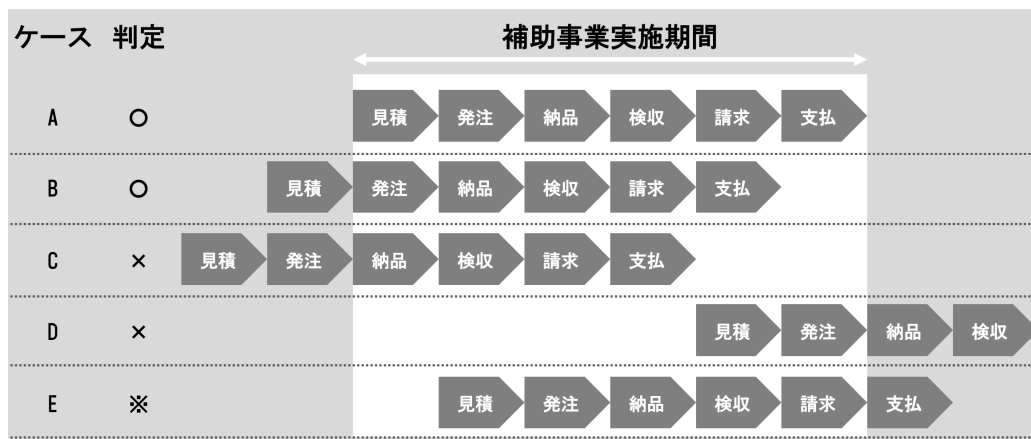 ケース 判定 補助事業実施期間
A ○ 見積 発注 納品 検収 請求 支払
B ○ 見積 発注 納品 検収 請求 支払
C × 見積 発注 納品 検収 請求 支払
D × 見積 発注 納品 検収
E ※ 見積 発注 納品 検収 請求 支払